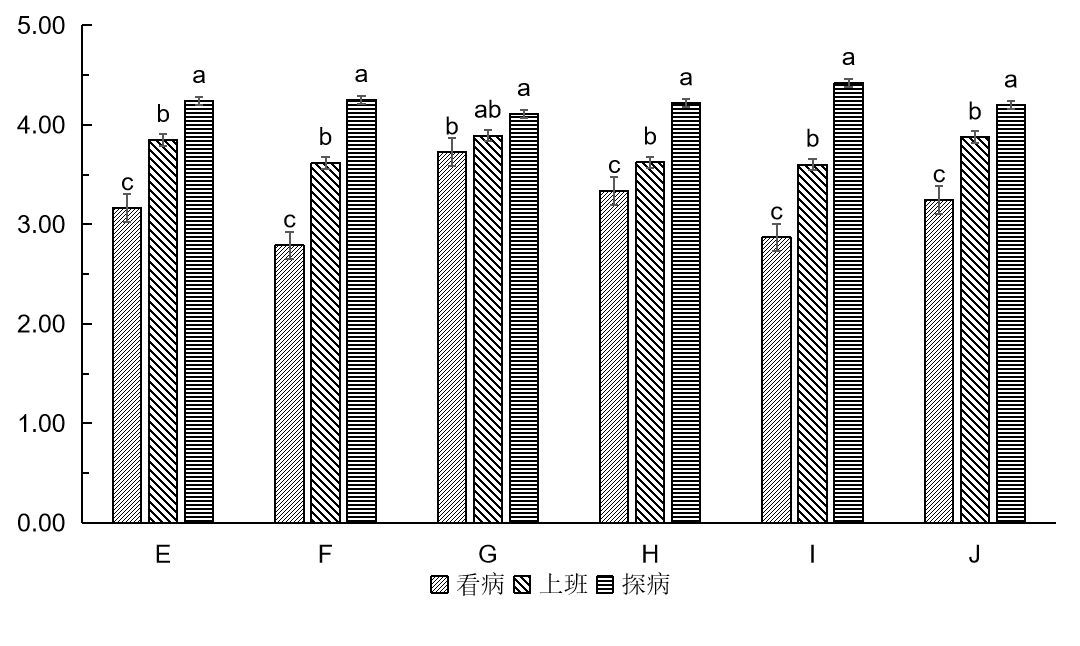 5.00
4.00
3.00
2.00
1.00
0.00
c b a
c b a
b ab a
c b a
c b a
c b a
E F G H I J
看病 上班 探病